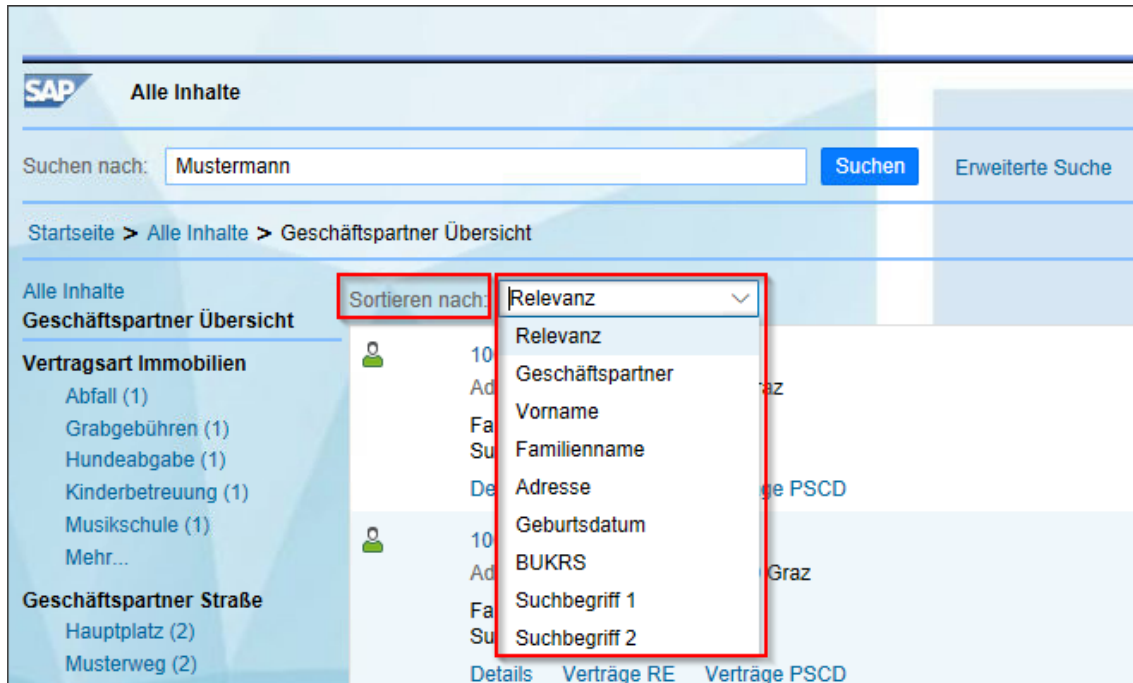 SAP Alle Inhalte
Suchen nach: Mustermann Suchen Erweiterte Suche
Startseite > Alle Inhalte > Geschäftspartner Übersicht
Alle Inhalte
Geschäftspartner Übersicht
Vertragsart Immobilien
Abfall (1)
Grabgebühren (1)
Hundeabgabe (1)
Kinderbetreuung (1)
Musikschule (1)
Mehr...
Geschäftspartner Straße
Hauptplatz (2)
Musterweg (2)
Sortieren nach: Relevanz
Relevanz
Geschäftspartner
Vorname
Familienname
Adresse
Geburtsdatum
BUKRS
Suchbegriff 1
Suchbegriff 2
PSCD
Graz
Details Verträge RE Verträge PSCD